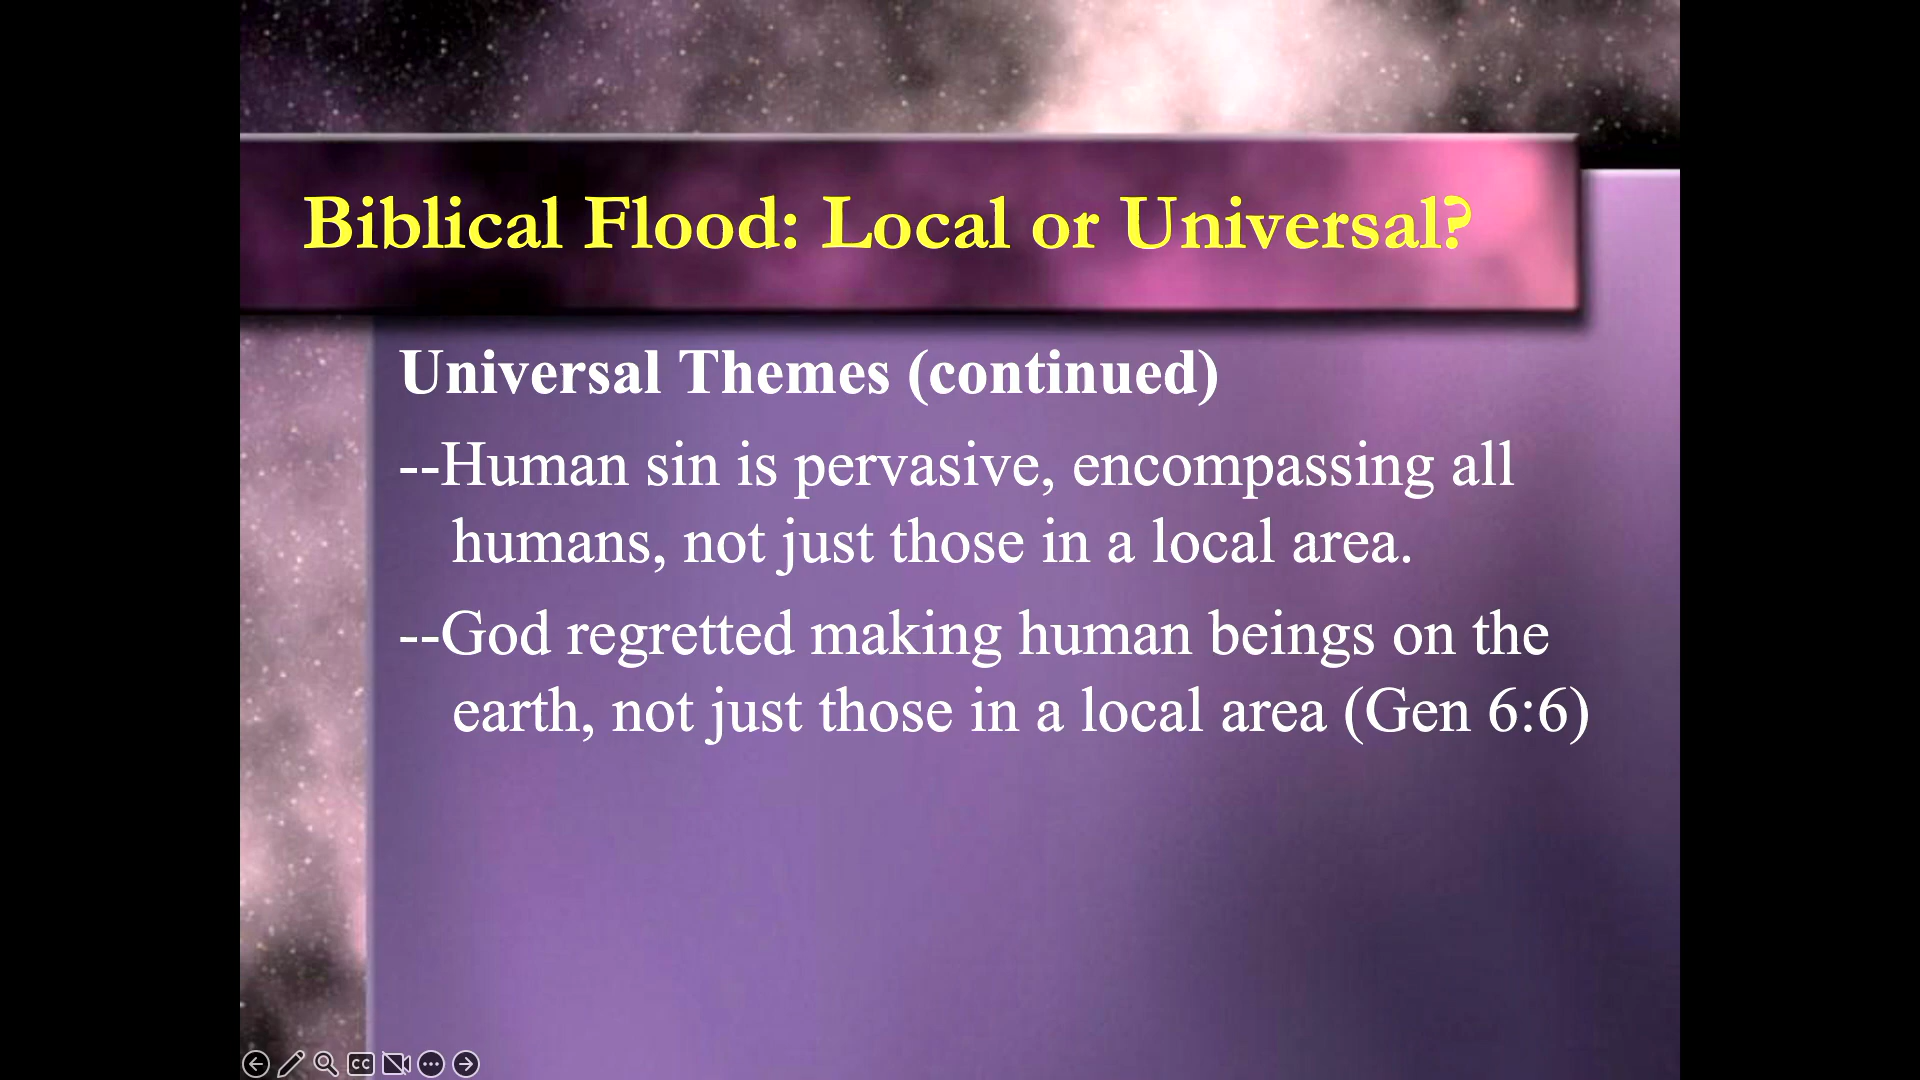 Biblical Flood: Local or Universal?
Universal Themes (continued)
--Human sin is pervasive, encompassing all
humans, not just those in a local area.
--God regretted making human beings on the
earth, not just those in a local area (Gen 6:6)
CC